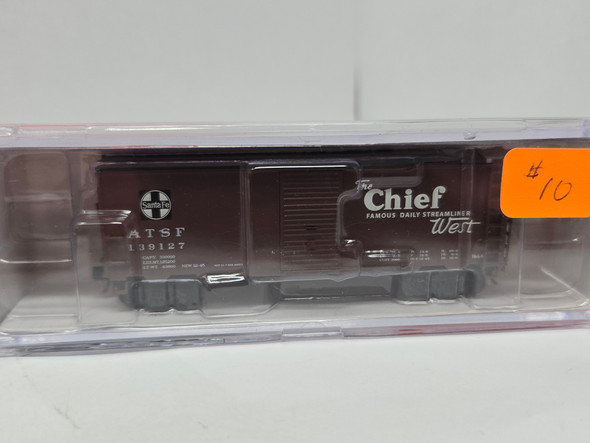 Santa Fe
ATSF
139127
The
Chief
FAMOUS DAILY STREAMLINER
West
# 10